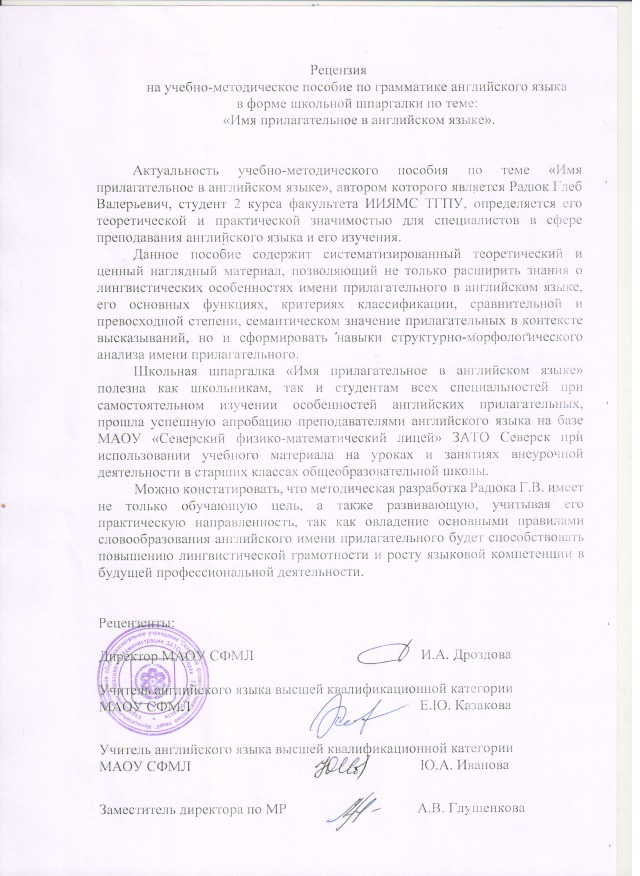 Рецензия
на учебно-методическое пособие по грамматике английского языка
в форме школьной шпаргалки по теме:
«Имя прилагательное в английском языке».
Актуальность учебно-методического пособия по теме «Имя
прилагательное в английском языке», автором которого является Радюк Глеб
Валерьевич, студент 2 курса факультета ИИЯМС ТГПУ, определяется его
теоретической и практической значимостью для специалистов в сфере
преподавания английского языка и его изучения.
Данное пособие содержит систематизированный теоретический и
ценный наглядный материал, позволяющий не только расширить знания о
лингвистических особенностях имени прилагательного в английском языке,
его основных функциях, критериях классификации, сравнительной и
превосходной степени, семантическом значение прилагательных в контексте
высказываний, но и сформировать навыки структурно-морфологического
анализа имени прилагательного.
Школьная шпаргалка «Имя прилагательное в английском языке»
полезна как школьникам, так и студентам всех специальностей при
самостоятельном изучении особенностей английских прилагательных,
прошла успешную апробацию преподавателями английского языка на базе
МАОУ «Северский физико-математический лицей» ЗАТО Северск при
использовании учебного материала на уроках и занятиях внеурочной
деятельности в старших классах общеобразовательной школы.
Можно констатировать, что методическая разработка Радюка Г.В. имеет
не только обучающую цель, а также развивающую, учитывая его
практическую направленность, так как овладение основными правилами
словообразования английского имени прилагательного будет способствовать
повышению лингвистической грамотности и росту языковой компетенции в
будущей профессиональной деятельности.
Рецензенты:
Директор МАОУ СФМЛ И.А. Дроздова
Учитель английского языка высшей квалификационной категории
МАОУ СФМЛ Е.Ю. Казакова
Учитель английского языка высшей квалификационной категории
МАОУ СФМЛ Ю.А. Иванова
Заместитель директора по МР А.В. Глушенкова